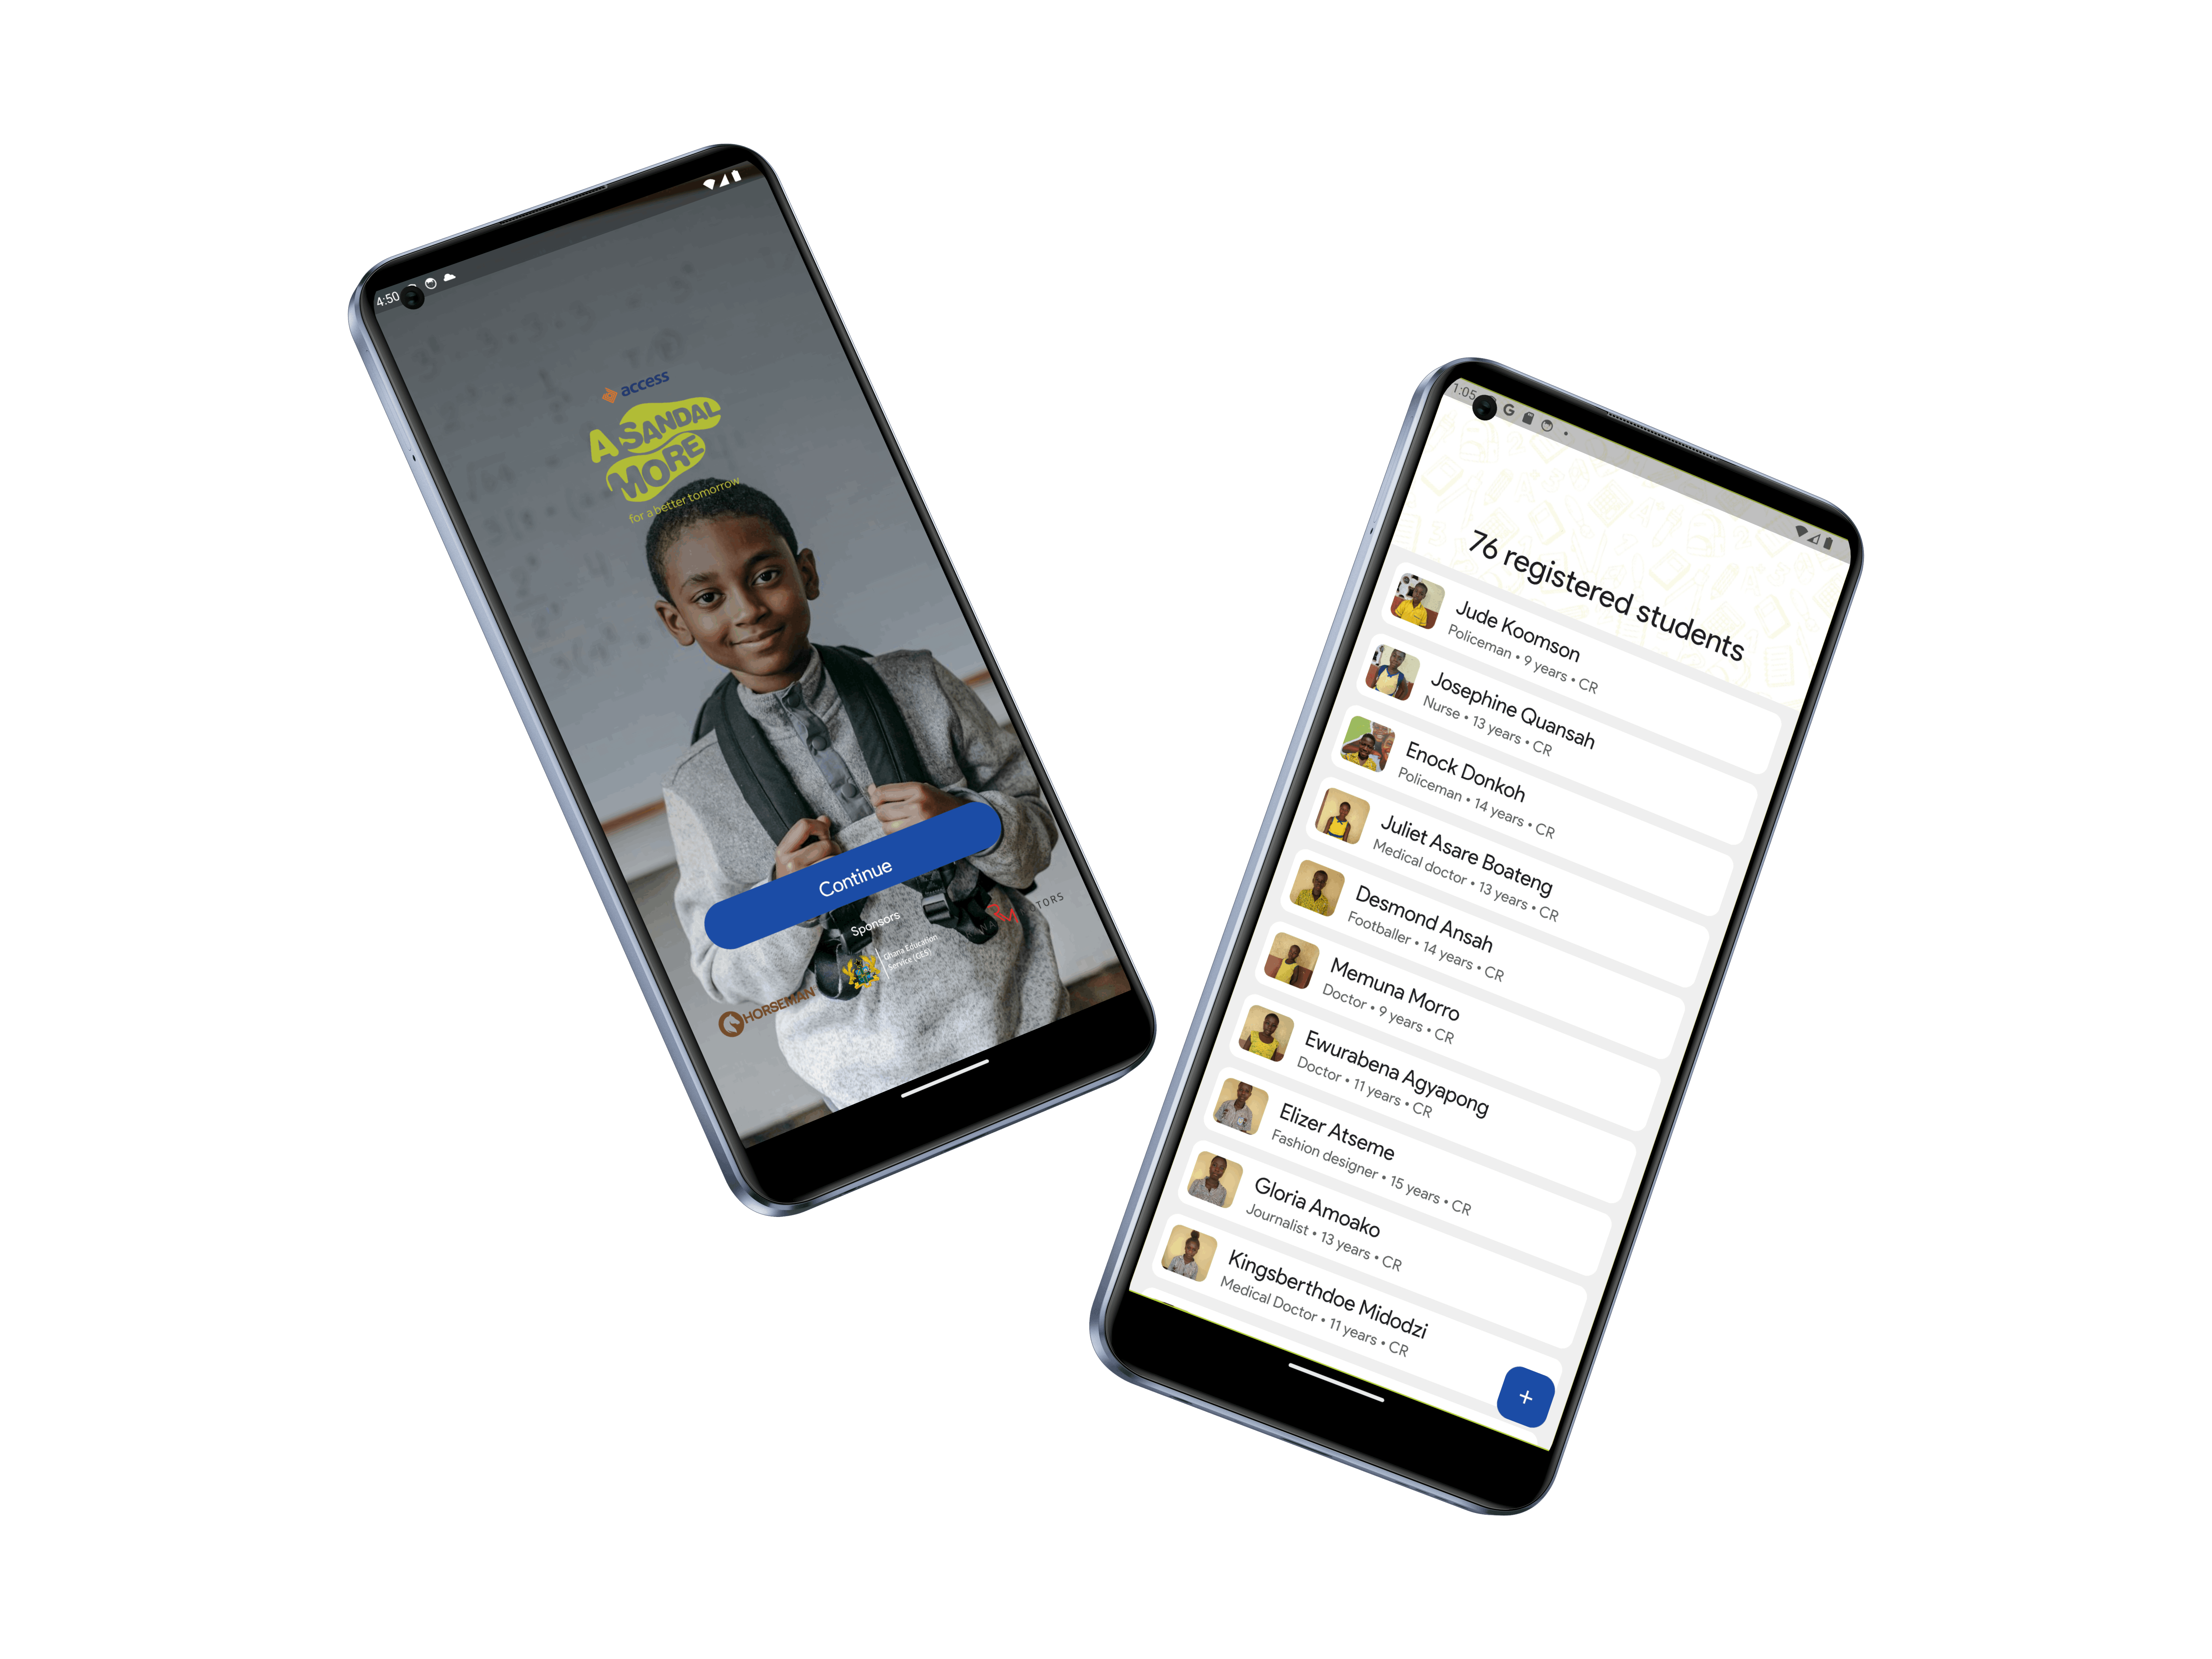 4:50
access
A SANDAL
MORE
for a better tomorrow
Continue
Sponsors
HORSEMAN
Ghana Education
Service (GES)
1:05
G
76 registered students
Jude Koomson
Policeman • 9 years • CR
Josephine Quansah
Nurse • 13 years • CR
Enock Donkoh
Policeman • 14 years • CR
Juliet Asare Boateng
Medical doctor • 13 years • CR
Desmond Ansah
Footballer • 14 years • CR
Memuna Morro
Doctor • 9 years • CR
Ewurabena Agyapong
Doctor • 11 years • CR
Elizer Atseme
Fashion designer • 15 years • CR
Gloria Amoako
Journalist • 13 years • CR
Kingsberthdoe Midodzi
Medical Doctor • 11 years • CR
+